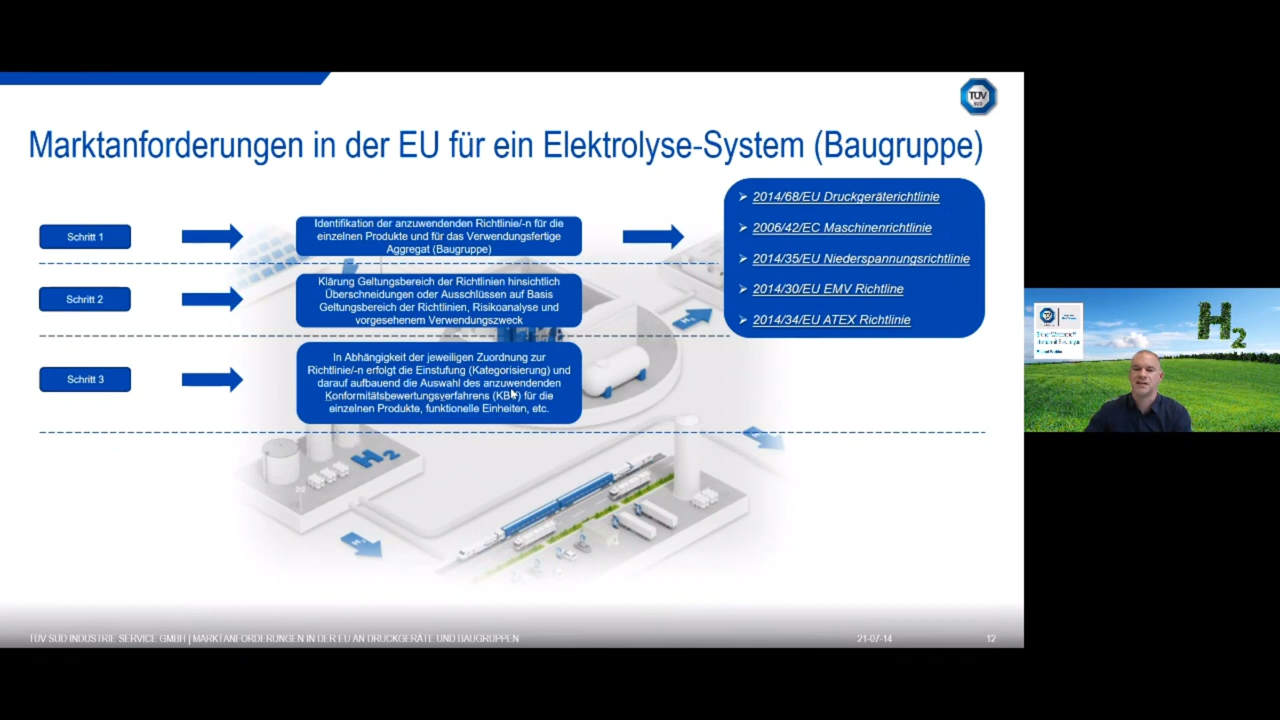 TÜV
SÜD
Marktanforderungen in der EU für ein Elektrolyse-System (Baugruppe)
Schritt 1
Identifikation der anzuwendenden Richtlinie/-n für die
einzelnen Produkte und für das Verwendungsfertige
Aggregat (Baugruppe)
➢ 2014/68/EU Druckgeräterichtlinie
➢ 2006/42/EC Maschinenrichtlinie
➢ 2014/35/EU Niederspannungsrichtlinie
➢ 2014/30/EU EMV Richtline
➢ 2014/34/EU ATEX Richtlinie
Schritt 2
Klärung Geltungsbereich der Richtlinien hinsichtlich
Überschneidungen oder Ausschlüssen auf Basis
Geltungsbereich der Richtlinien, Risikoanalyse und
vorgesehenem Verwendungszweck
Schritt 3
In Abhängigkeit der jeweiligen Zuordnung zur
Richtlinie/-n erfolgt die Einstufung (Kategorisierung) und
darauf aufbauend die Auswahl des anzuwendenden
Konformitätsbewertungsverfahrens (KBV) für die
einzelnen Produkte, funktionelle Einheiten, etc.
H2
H2
H2
TÜV SÜD INDUSTRIE SERVICE GMBH | MARKTANFORDERUNGEN IN DER EU AN DRUCKGERÄTE UND BAUGRUPPEN
21-07-14
12
H2